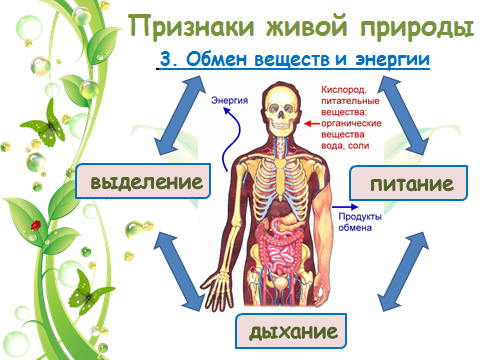 Признаки живой природы
3. Обмен веществ и энергии
Энергия
Кислород,
питательные
вещества:
органические
вещества
вода, соли
выделение
питание
Продукты
обмена
дыхание